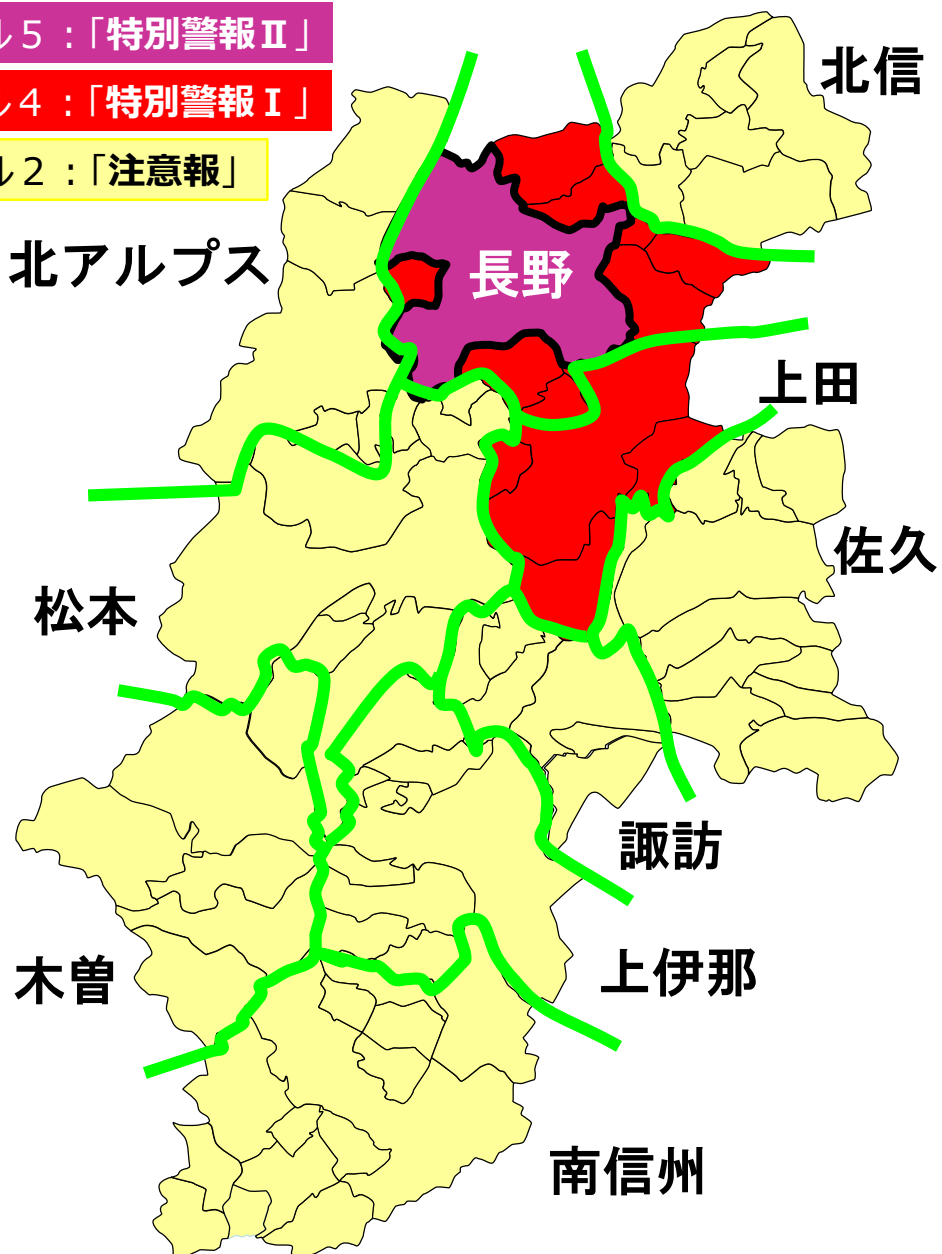 ル５：「特別警報Ⅱ」
ル４：「特別警報Ⅰ」
ル２：「注意報」
北信
北アルプス
長野
上田
佐久
松本
諏訪
木曽
上伊那
南信州